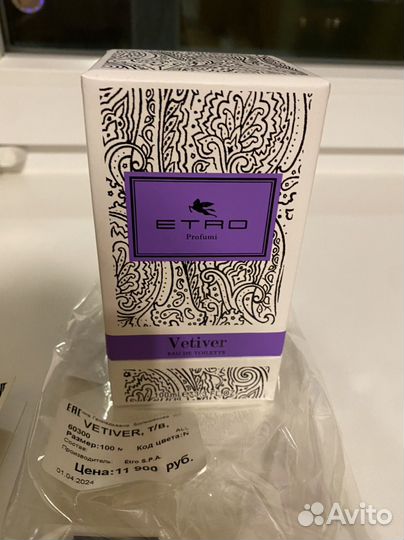 ETRO
Profumi
Vetiver
EAU DE TOILETTE
100ml
EAC
VETIVER, Т/В,
60300
Размер:100 м
Код цвета:N
Состав:
Производитель:
Etro S.P.A.
Цена:11 900 руб.
01.04.2024
Avito